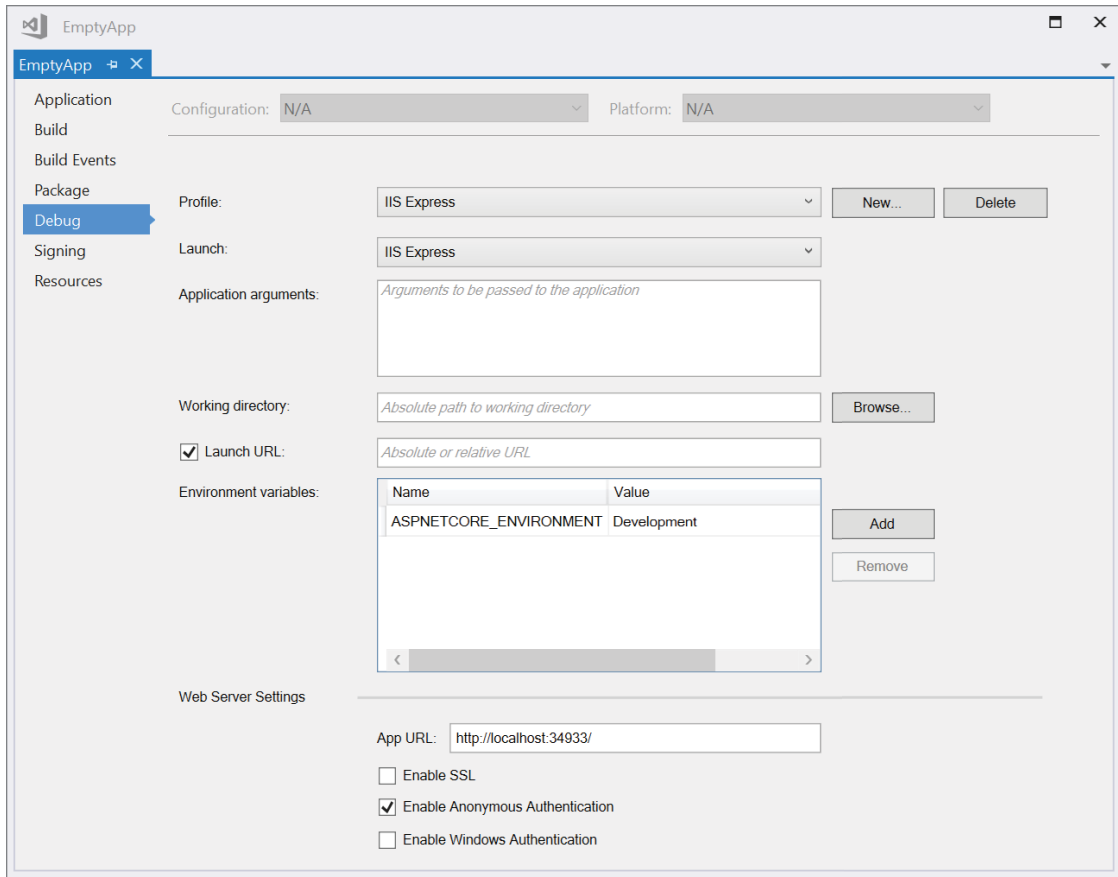 EmptyApp
EmptyApp
Application
Build
Build Events
Package
Debug
Signing
Resources
Configuration: N/A Platform: N/A
Profile: IIS Express New... Delete
Launch: IIS Express
Application arguments: Arguments to be passed to the application
Working directory: Absolute path to working directory Browse...
Launch URL: Absolute or relative URL
Environment variables: Name Value
ASPNETCORE_ENVIRONMENT Development Add
Remove
Web Server Settings
App URL: http://localhost:34933/
Enable SSL
Enable Anonymous Authentication
Enable Windows Authentication